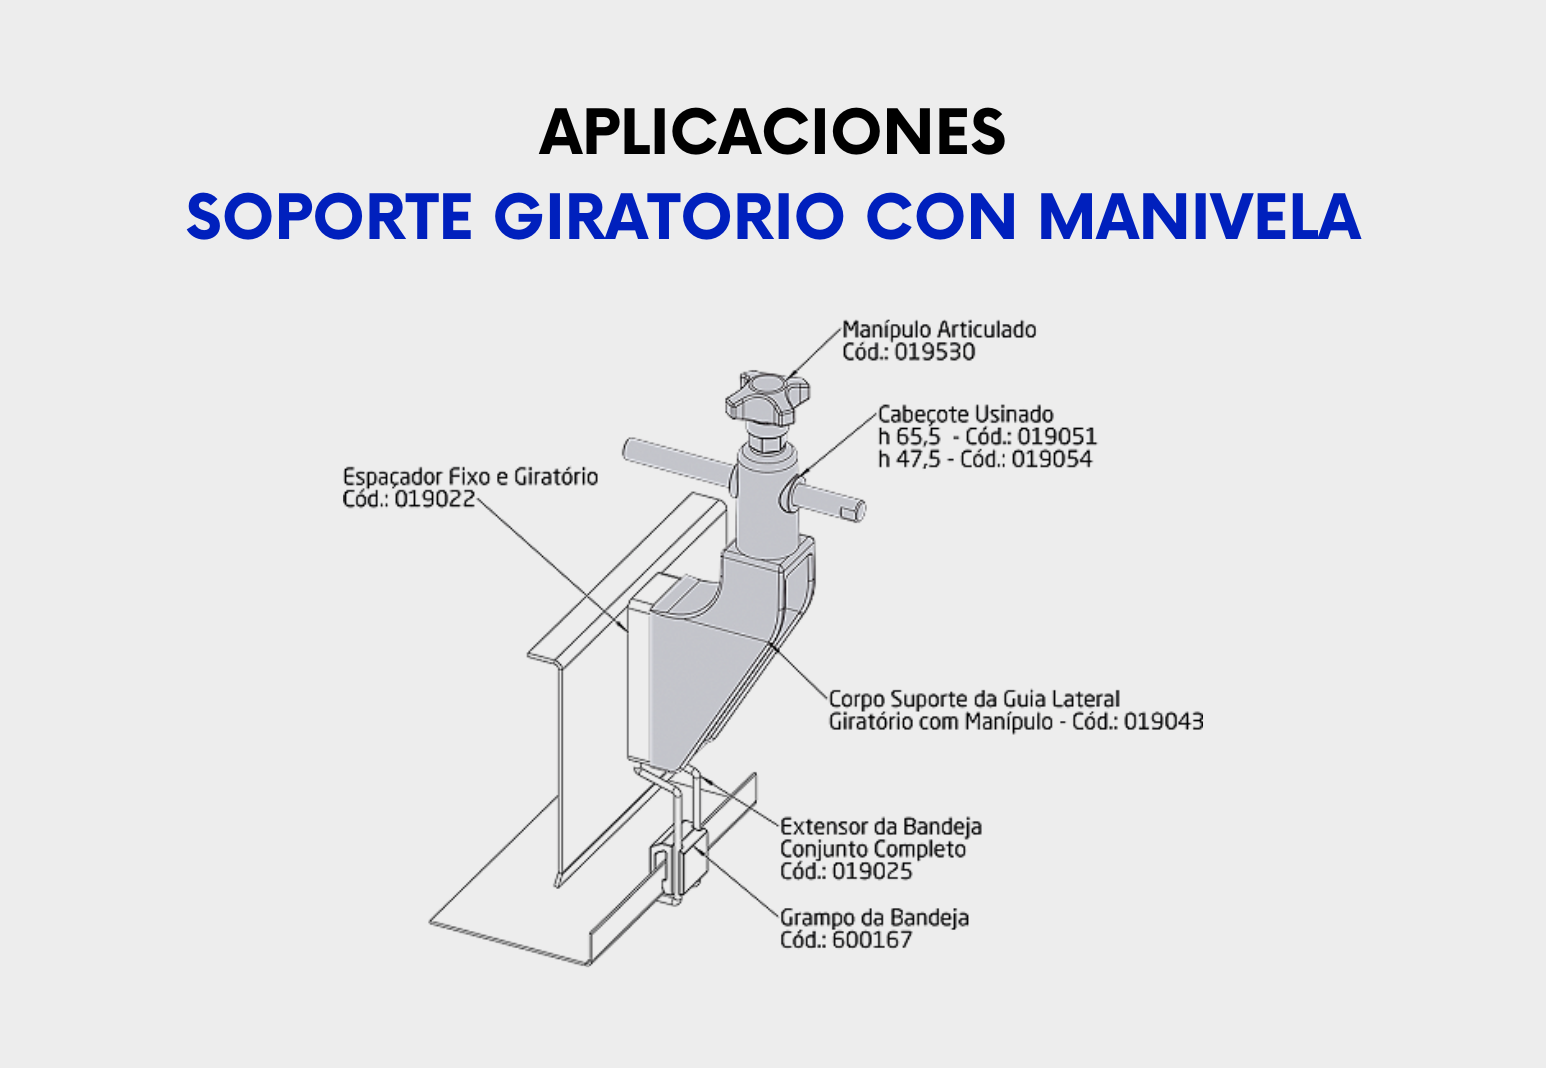 APLICACIONES
SOPORTE GIRATORIO CON MANIVELA
Manípulo Articulado
Cód.: 019530
Cabeçote Usinado
h 65,5 - Cód.: 019051
h 47,5 - Cód.: 019054
Espaçador Fixo e Giratório
Cód.: 019022
Corpo Suporte da Guia Lateral
Giratório com Manípulo - Cód.: 019043
Extensor da Bandeja
Conjunto Completo
Cód.: 019025
Grampo da Bandeja
Cód.: 600167